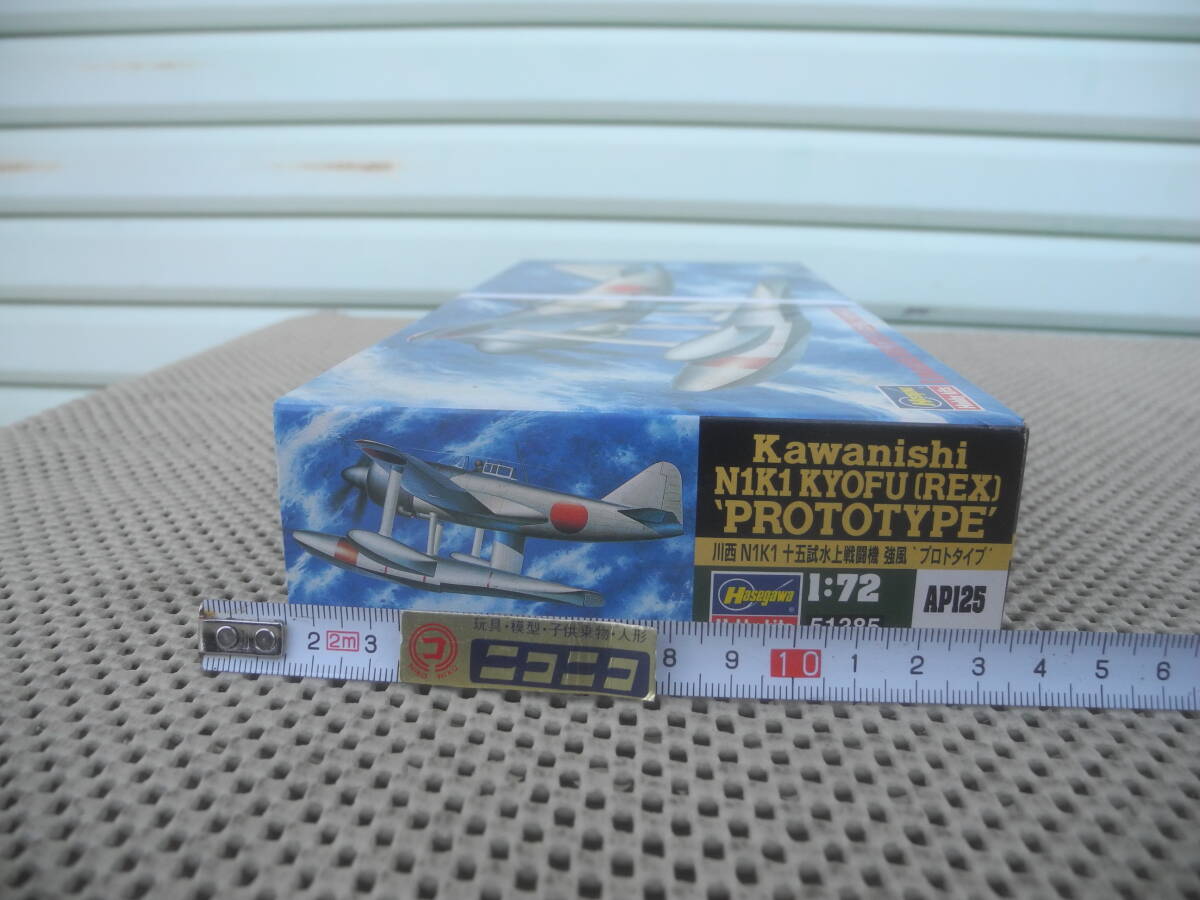 Hasegawa
Kawanishi
N1K1 KYOFU (REX)
'PROTOTYPE'
川西 N1K1 十五試水上戦闘機 強風 'プロトタイプ'
Hasegawa
1:72
AP125
51385
2 2m 3
玩具・模型・子供乗物・人形
コ
ニコニコ
8 9 10 1 2 3 4 5 6